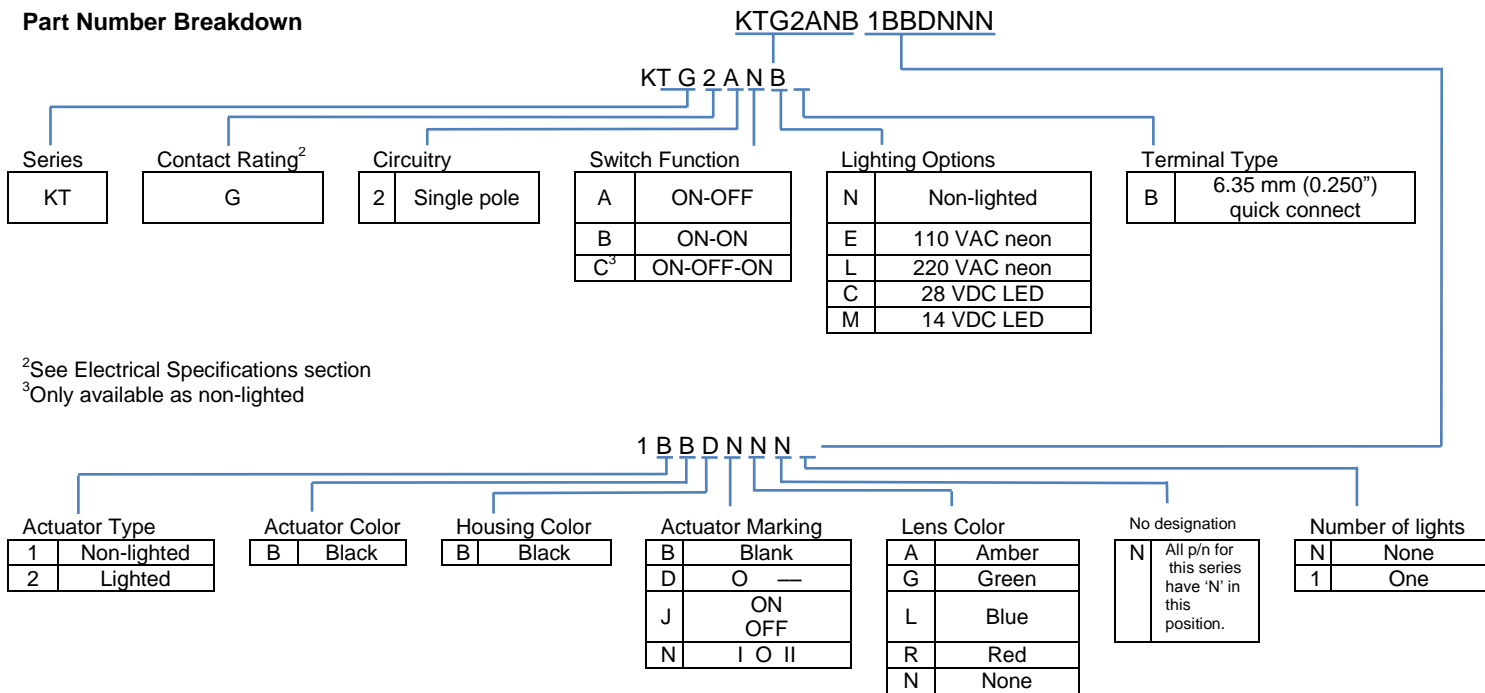 Part Number Breakdown
KTG2ANB 1BBDNNN
KT G 2 A N B
Series
KT
Contact Rating2
G
Circuitry
2 Single pole
Switch Function
A ON-OFF
B ON-ON
C3 ON-OFF-ON
Lighting Options
N Non-lighted
E 110 VAC neon
L 220 VAC neon
C 28 VDC LED
M 14 VDC LED
Terminal Type
B 6.35 mm (0.250”)
quick connect
2See Electrical Specifications section
3Only available as non-lighted
1 B B D N N N
Actuator Type
1 Non-lighted
2 Lighted
Actuator Color
B Black
Housing Color
B Black
Actuator Marking
B Blank
D O —
J ON
OFF
N I O II
Lens Color
A Amber
G Green
L Blue
R Red
N None
No designation
N All p/n for
this series
have ‘N’ in
this
position.
Number of lights
N None
1 One